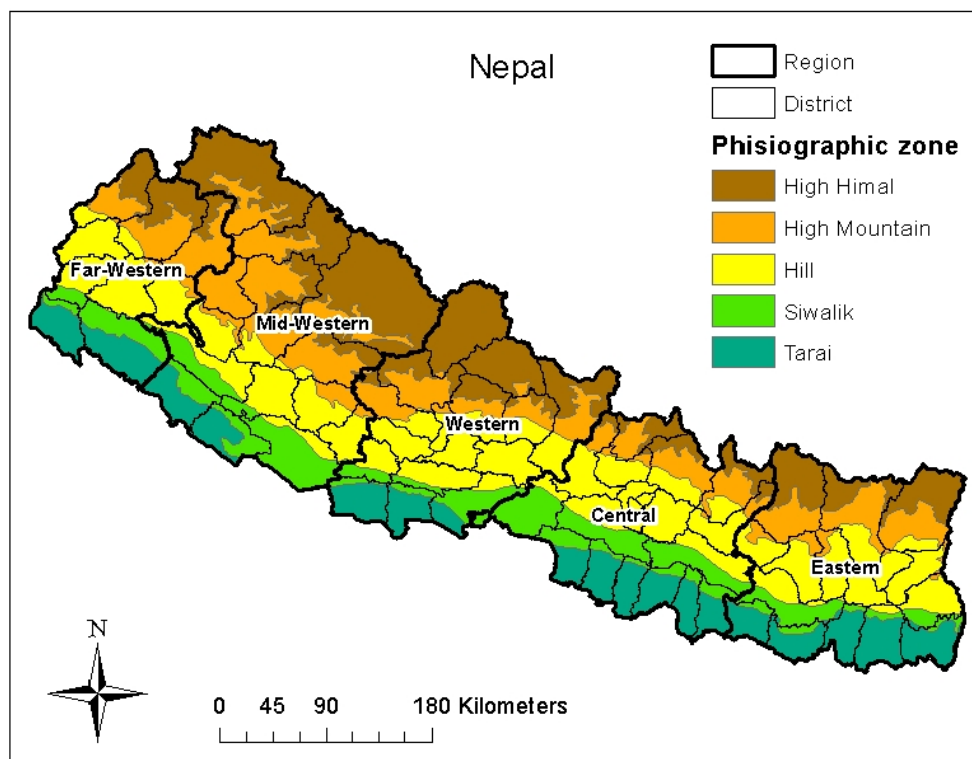 Nepal
Region
District
Phisiographic zone
High Himal
High Mountain
Hill
Siwalik
Tarai
Far-Western
Mid-Western
Western
Central
Eastern
N
0 45 90 180 Kilometers